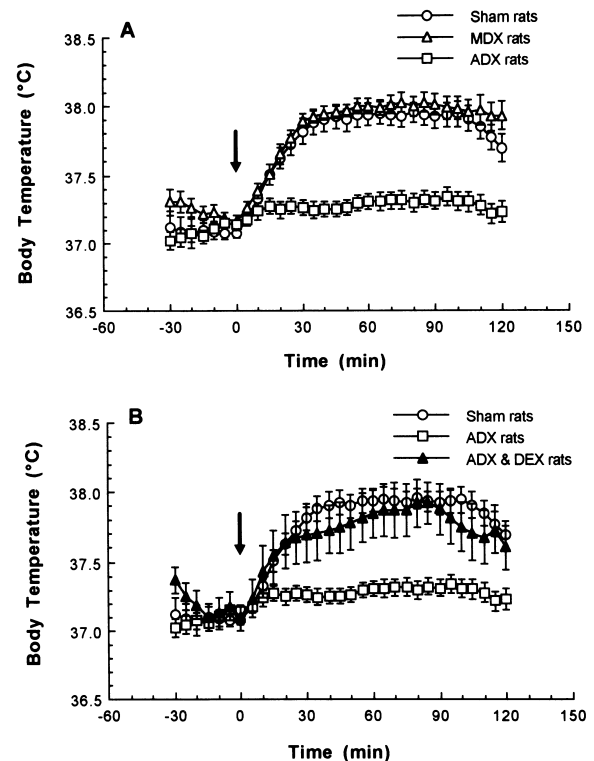 A
Sham rats
MDX rats
ADX rats
Body Temperature (°C)
38.5
38.0
37.5
37.0
36.5
-60 -30 0 30 60 90 120 150
Time (min)
B
Sham rats
ADX rats
ADX & DEX rats
Body Temperature (°C)
38.5
38.0
37.5
37.0
36.5
-60 -30 0 30 60 90 120 150
Time (min)